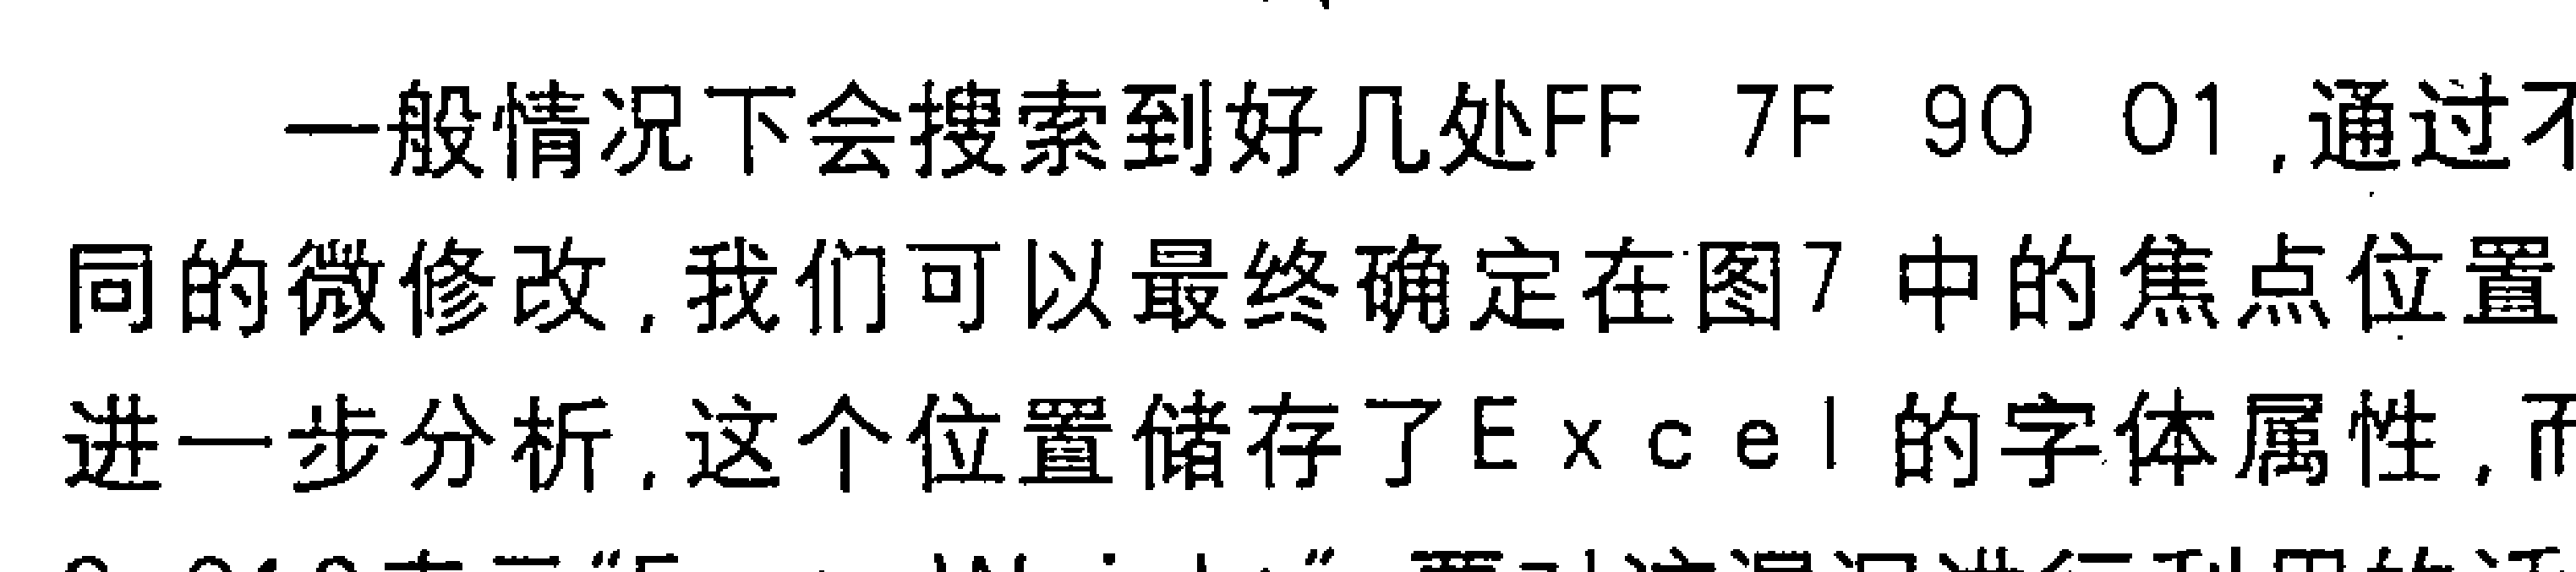 一般情况下会搜索到好几处FF 7F 90 01,通过不
同的微修改,我们可以最终确定在图7 中的焦点位置
进一步分析,这个位置储存了Excel的字体属性,而